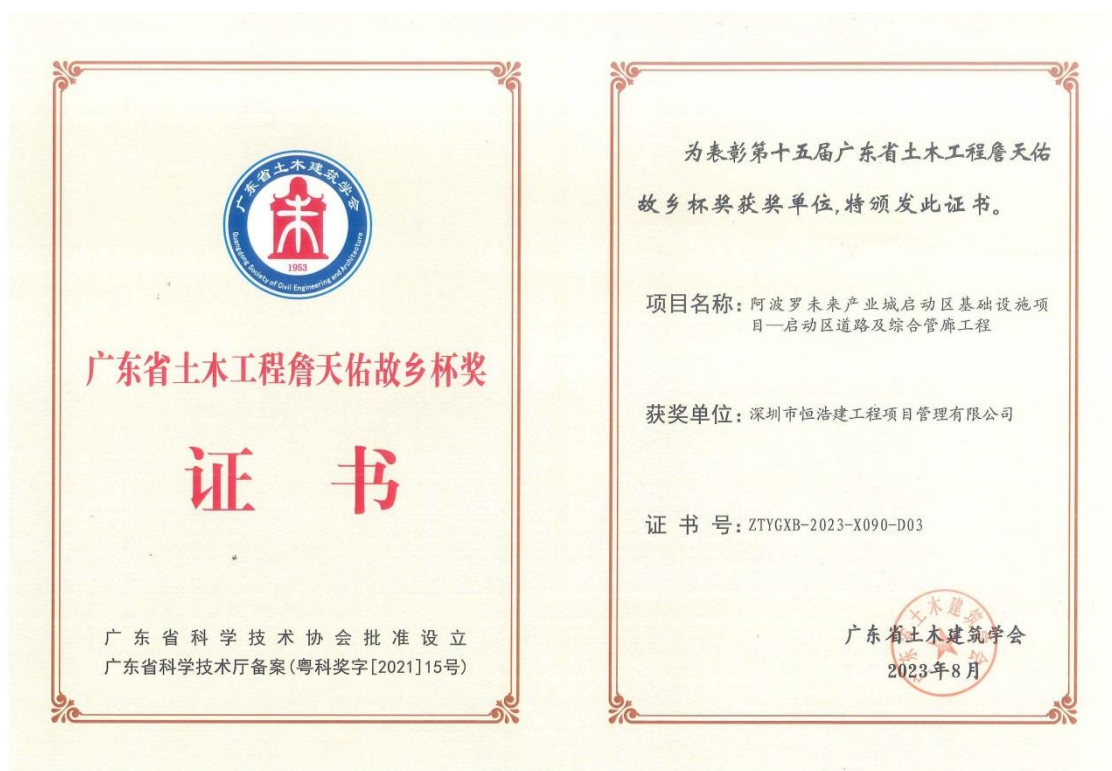 广东省土木建筑学会
1953
Guangdong Society of Civil Engineering and Architecture
广东省土木工程詹天佑故乡杯奖
证 书
广东省科学技术协会批准设立
广东省科学技术厅备案(粤科奖字[2021]15号)
为表彰第十五届广东省土木工程詹天佑
故乡杯奖获奖单位,特颁发此证书。
项目名称:阿波罗未来产业城启动区基础设施项
目—启动区道路及综合管廊工程
获奖单位:深圳市恒浩建工程项目管理有限公司
证 书 号:ZTYGXB-2023-X090-D03
广东省土木建筑学会
广东省土木建筑学会
2023年8月